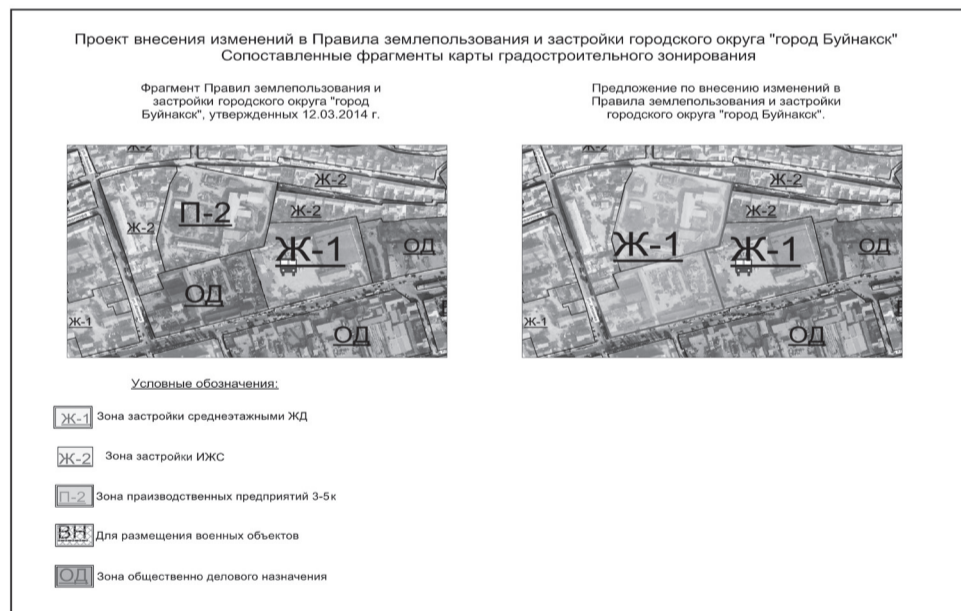 Проект внесения изменений в Правила землепользования и застройки городского округа "город Буйнакск"
Сопоставленные фрагменты карты градостроительного зонирования
Фрагмент Правил землепользования и
застройки городского округа "город
Буйнакск", утвержденных 12.03.2014 г.
Предложение по внесению изменений в
Правила землепользования и застройки
городского округа "город Буйнакск".
Ж-2
Ж-2
П-2
Ж-2
Ж-2
Ж-1
ОД
ОД
Ж-1
ОД
Ж-2
Ж-2
Ж-2
Ж-1
Ж-1
ОД
Ж-1
ОД
Условные обозначения:
Ж-1 Зона застройки среднеэтажными ЖД
Ж-2 Зона застройки ИЖС
П-2 Зона праизводственных предприятий 3-5к
ВН Для размещения военных объектов
ОД Зона общественно делового назначения